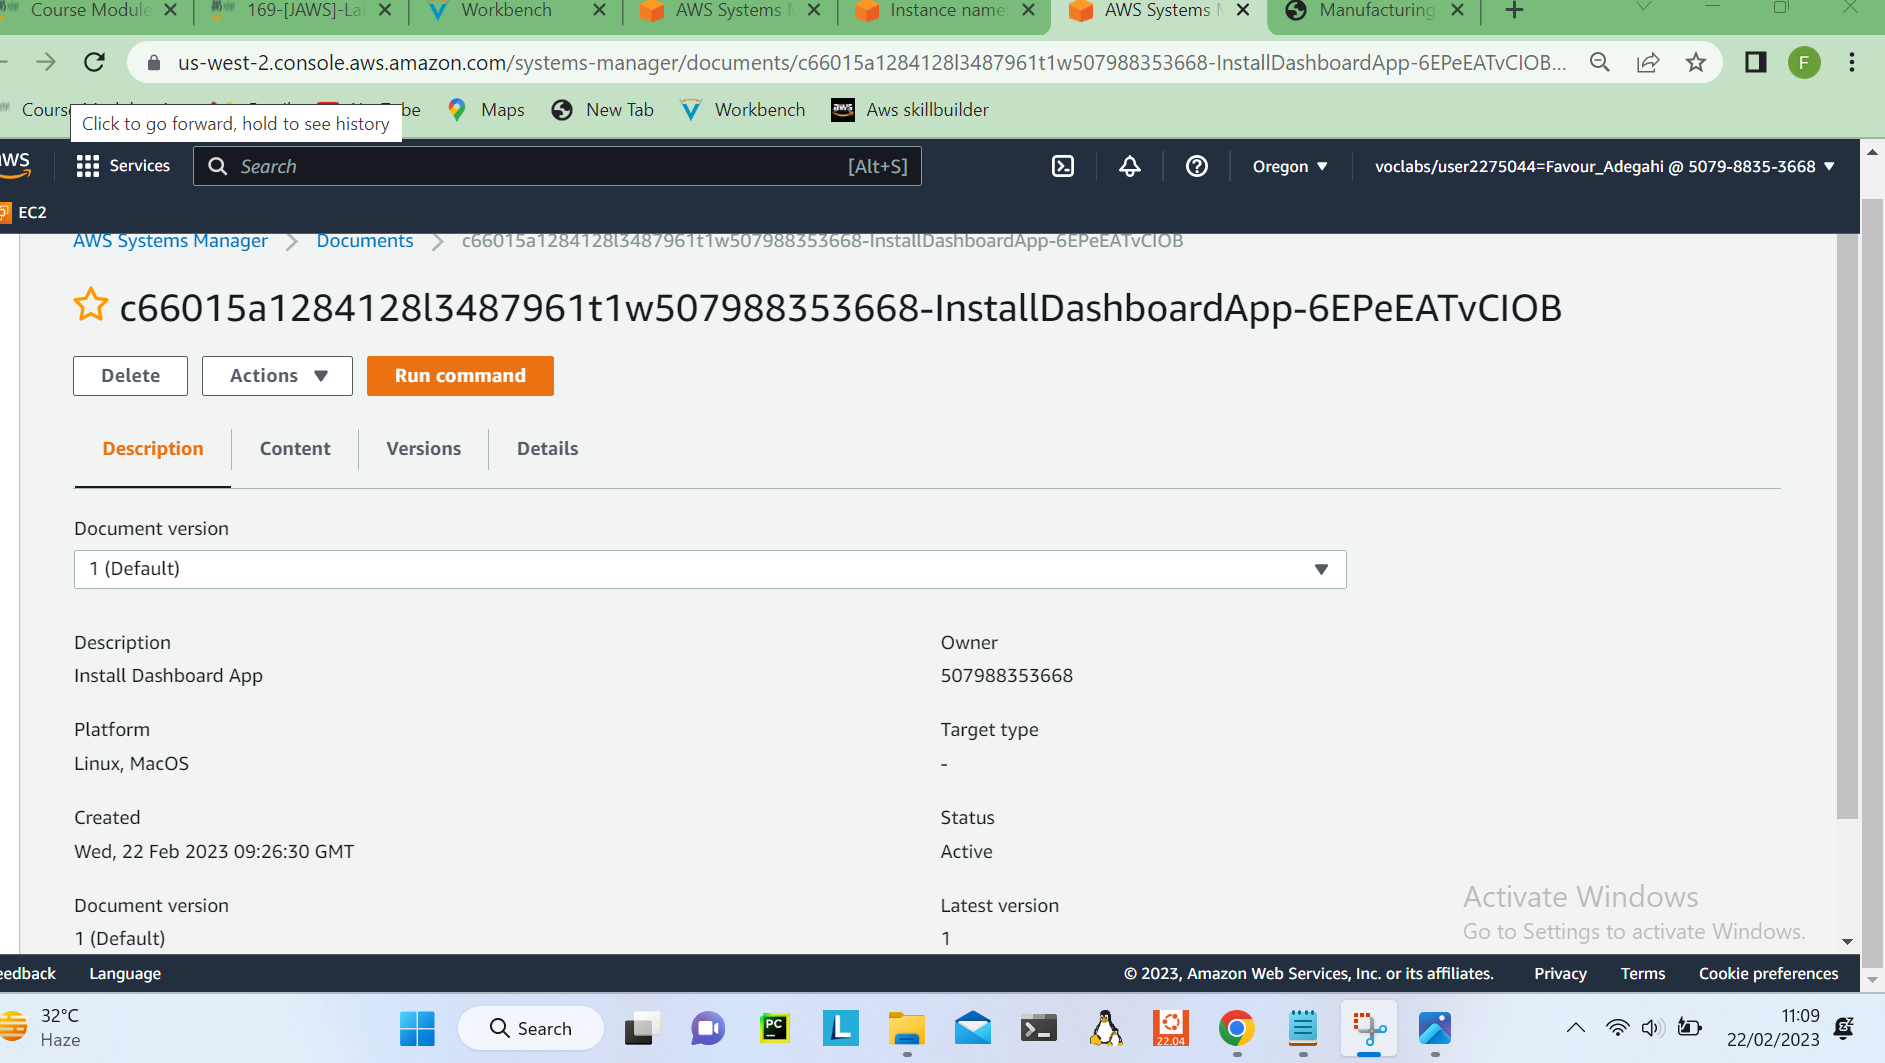 Course Module
169-[JAWS]-La
Workbench
AWS Systems M
Instance name
AWS Systems M
Manufacturing
us-west-2.console.aws.amazon.com/systems-manager/documents/c66015a1284128l3487961t1w507988353668-InstallDashboardApp-6EPeEATvCIOB...
Maps
New Tab
Workbench
Aws skillbuilder
Click to go forward, hold to see history
Services
Search
[Alt+S]
Oregon
voclabs/user2275044=Favour_Adegahi @ 5079-8835-3668
EC2
AWS Systems Manager
Documents
c66015a1284128l3487961t1w507988353668-InstallDashboardApp-6EPeEATvCIOB
c66015a1284128l3487961t1w507988353668-InstallDashboardApp-6EPeEATvCIOB
Delete
Actions
Run command
Description
Content
Versions
Details
Document version
1 (Default)
Description
Install Dashboard App
Owner
507988353668
Platform
Linux, MacOS
Target type
-
Created
Wed, 22 Feb 2023 09:26:30 GMT
Status
Active
Document version
1 (Default)
Latest version
1
Activate Windows
Go to Settings to activate Windows.
eedback
Language
© 2023, Amazon Web Services, Inc. or its affiliates.
Privacy
Terms
Cookie preferences
32°C
Haze
Search
11:09
22/02/2023